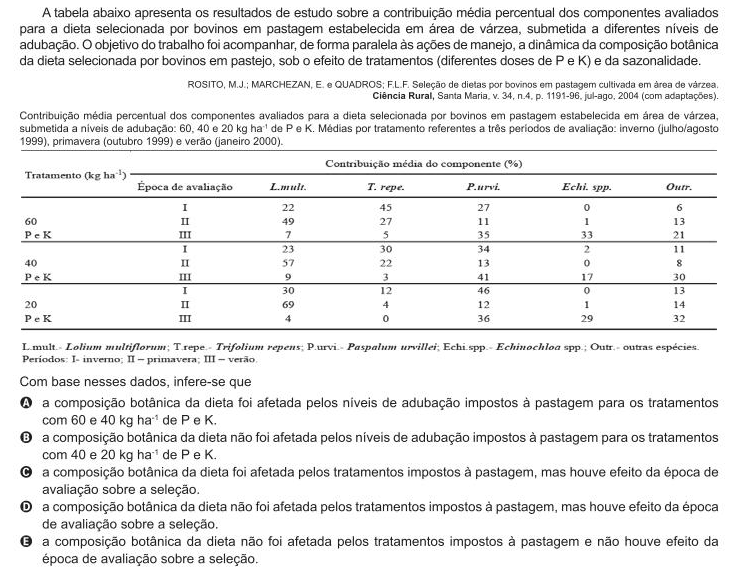 A tabela abaixo apresenta os resultados de estudo sobre a contribuição média percentual dos componentes avaliados
para a dieta selecionada por bovinos em pastagem estabelecida em área de várzea, submetida a diferentes níveis de
adubação. O objetivo do trabalho foi acompanhar, de forma paralela às ações de manejo, a dinâmica da composição botânica
da dieta selecionada por bovinos em pastejo, sob o efeito de tratamentos (diferentes doses de P e K) e da sazonalidade.
ROSITO, M.J.; MARCHEZAN, E. e QUADROS; F.L.F. Seleção de dietas por bovinos em pastagem cultivada em área de várzea.
Ciência Rural, Santa Maria, v. 34, n.4, p. 1191-96, jul-ago, 2004 (com adaptações).
Contribuição média percentual dos componentes avaliados para a dieta selecionada por bovinos em pastagem estabelecida em área de várzea,
submetida a níveis de adubação: 60, 40 e 20 kg ha⁻¹ de P e K. Médias por tratamento referentes a três períodos de avaliação: inverno (julho/agosto
1999), primavera (outubro 1999) e verão (janeiro 2000).
Contribuição média do componente (%)
Tratamento (kg ha⁻¹)
Época de avaliação L.mult. T. repe. P.urvi. Echi. spp. Outr.
I 22 45 27 0 6
60 II 49 27 11 1 13
P e K III 7 5 35 33 21
I 23 30 34 2 11
40 II 57 22 13 0 8
P e K III 9 3 41 17 30
I 30 12 46 0 13
20 II 69 4 12 1 14
P e K III 4 0 36 29 32
L.mult.- Lolium multiflorum; T.repe.- Trifolium repens; P.urvi.- Paspalum urvillei; Echi.spp.- Echinochloa spp.; Outr.- outras espécies.
Períodos: I- inverno; II – primavera; III – verão.
Com base nesses dados, infere-se que
A a composição botânica da dieta foi afetada pelos níveis de adubação impostos à pastagem para os tratamentos
com 60 e 40 kg ha⁻¹ de P e K.
B a composição botânica da dieta não foi afetada pelos níveis de adubação impostos à pastagem para os tratamentos
com 40 e 20 kg ha⁻¹ de P e K.
C a composição botânica da dieta foi afetada pelos tratamentos impostos à pastagem, mas houve efeito da época de
avaliação sobre a seleção.
D a composição botânica da dieta não foi afetada pelos tratamentos impostos à pastagem, mas houve efeito da época
de avaliação sobre a seleção.
E a composição botânica da dieta não foi afetada pelos tratamentos impostos à pastagem e não houve efeito da
época de avaliação sobre a seleção.